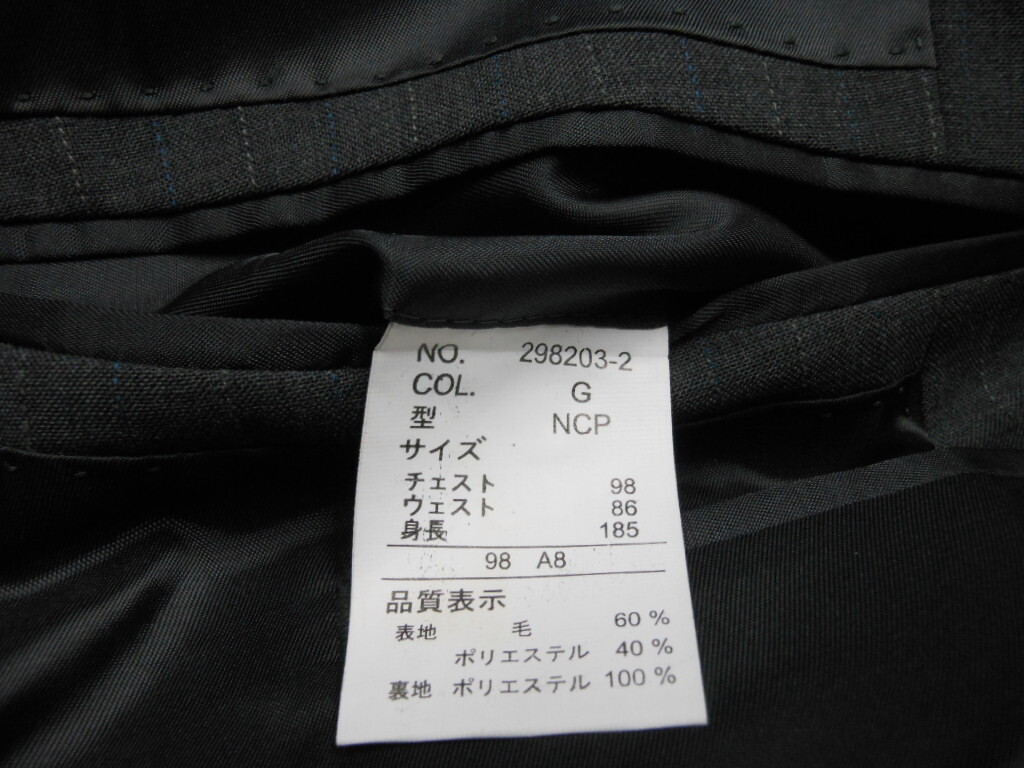 NO. 298203-2
COL. G
型 NCP
サイズ
チェスト 98
ウェスト 86
身長 185
98 A8
品質表示
表地 毛 60 %
ポリエステル 40 %
裏地 ポリエステル 100 %